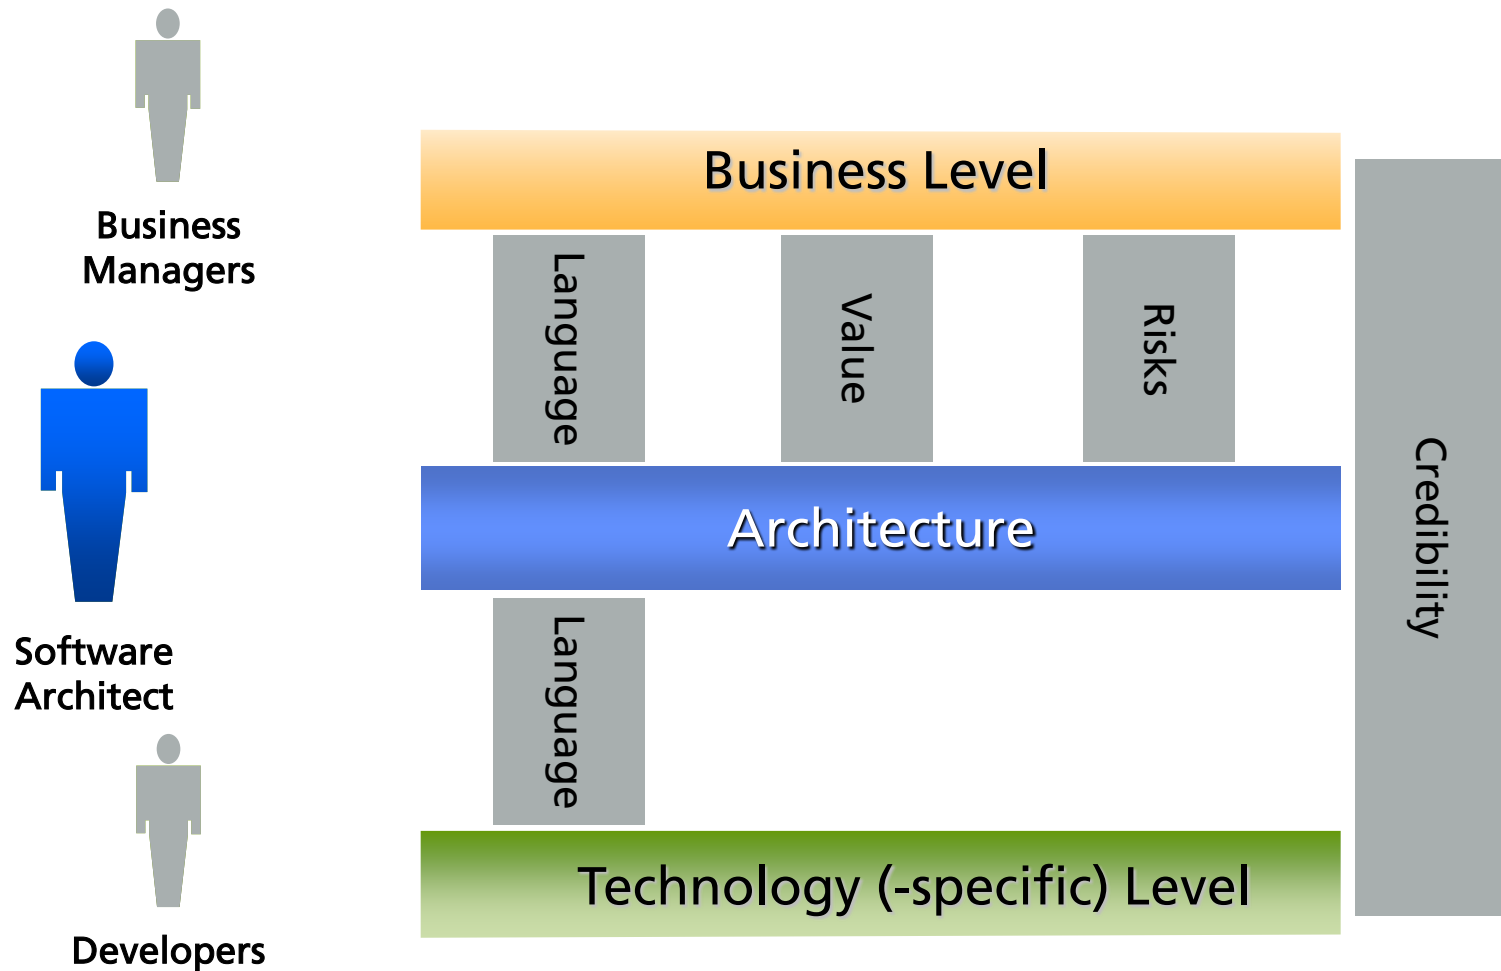 Business
Managers
Software
Architect
Developers
Business Level
Language
Value
Risks
Architecture
Language
Technology (-specific) Level
Credibility